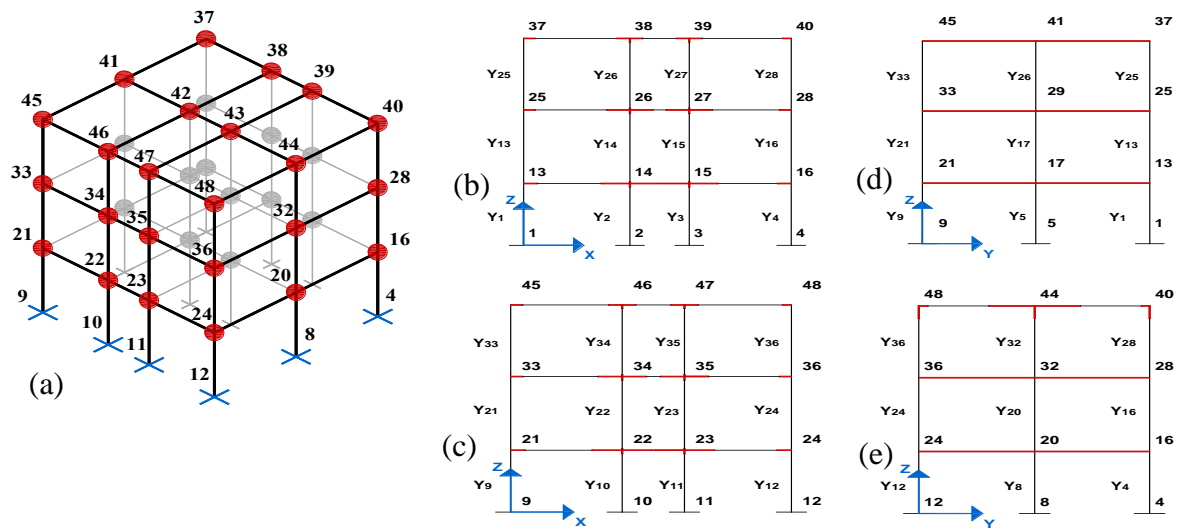 37
41 38
39
45 42 40
43
46 44
47
33 48 28
34
35 32
21 36 16
22
23 20
9 24 4
10
11 8
12
(a)
37 38 39 40
Y25 Y26 Y27 Y28
25 26 27 28
Y13 Y14 Y15 Y16
13 14 15 16
Z
Y1 Y2 Y3 Y4
1 2 3 4
X
(b)
45 46 47 48
Y33 Y34 Y35 Y36
33 34 35 36
Y21 Y22 Y23 Y24
21 22 23 24
Z
Y9 Y10 Y11 Y12
9 10 11 12
X
(c)
45 41 37
Y33 Y26 Y25
33 29 25
Y21 Y17 Y13
21 17 13
Z
Y9 Y5 Y1
9 5 1
Y
(d)
48 44 40
Y36 Y32 Y28
36 32 28
Y24 Y20 Y16
24 20 16
Z
Y12 Y8 Y4
12 8 4
Y
(e)